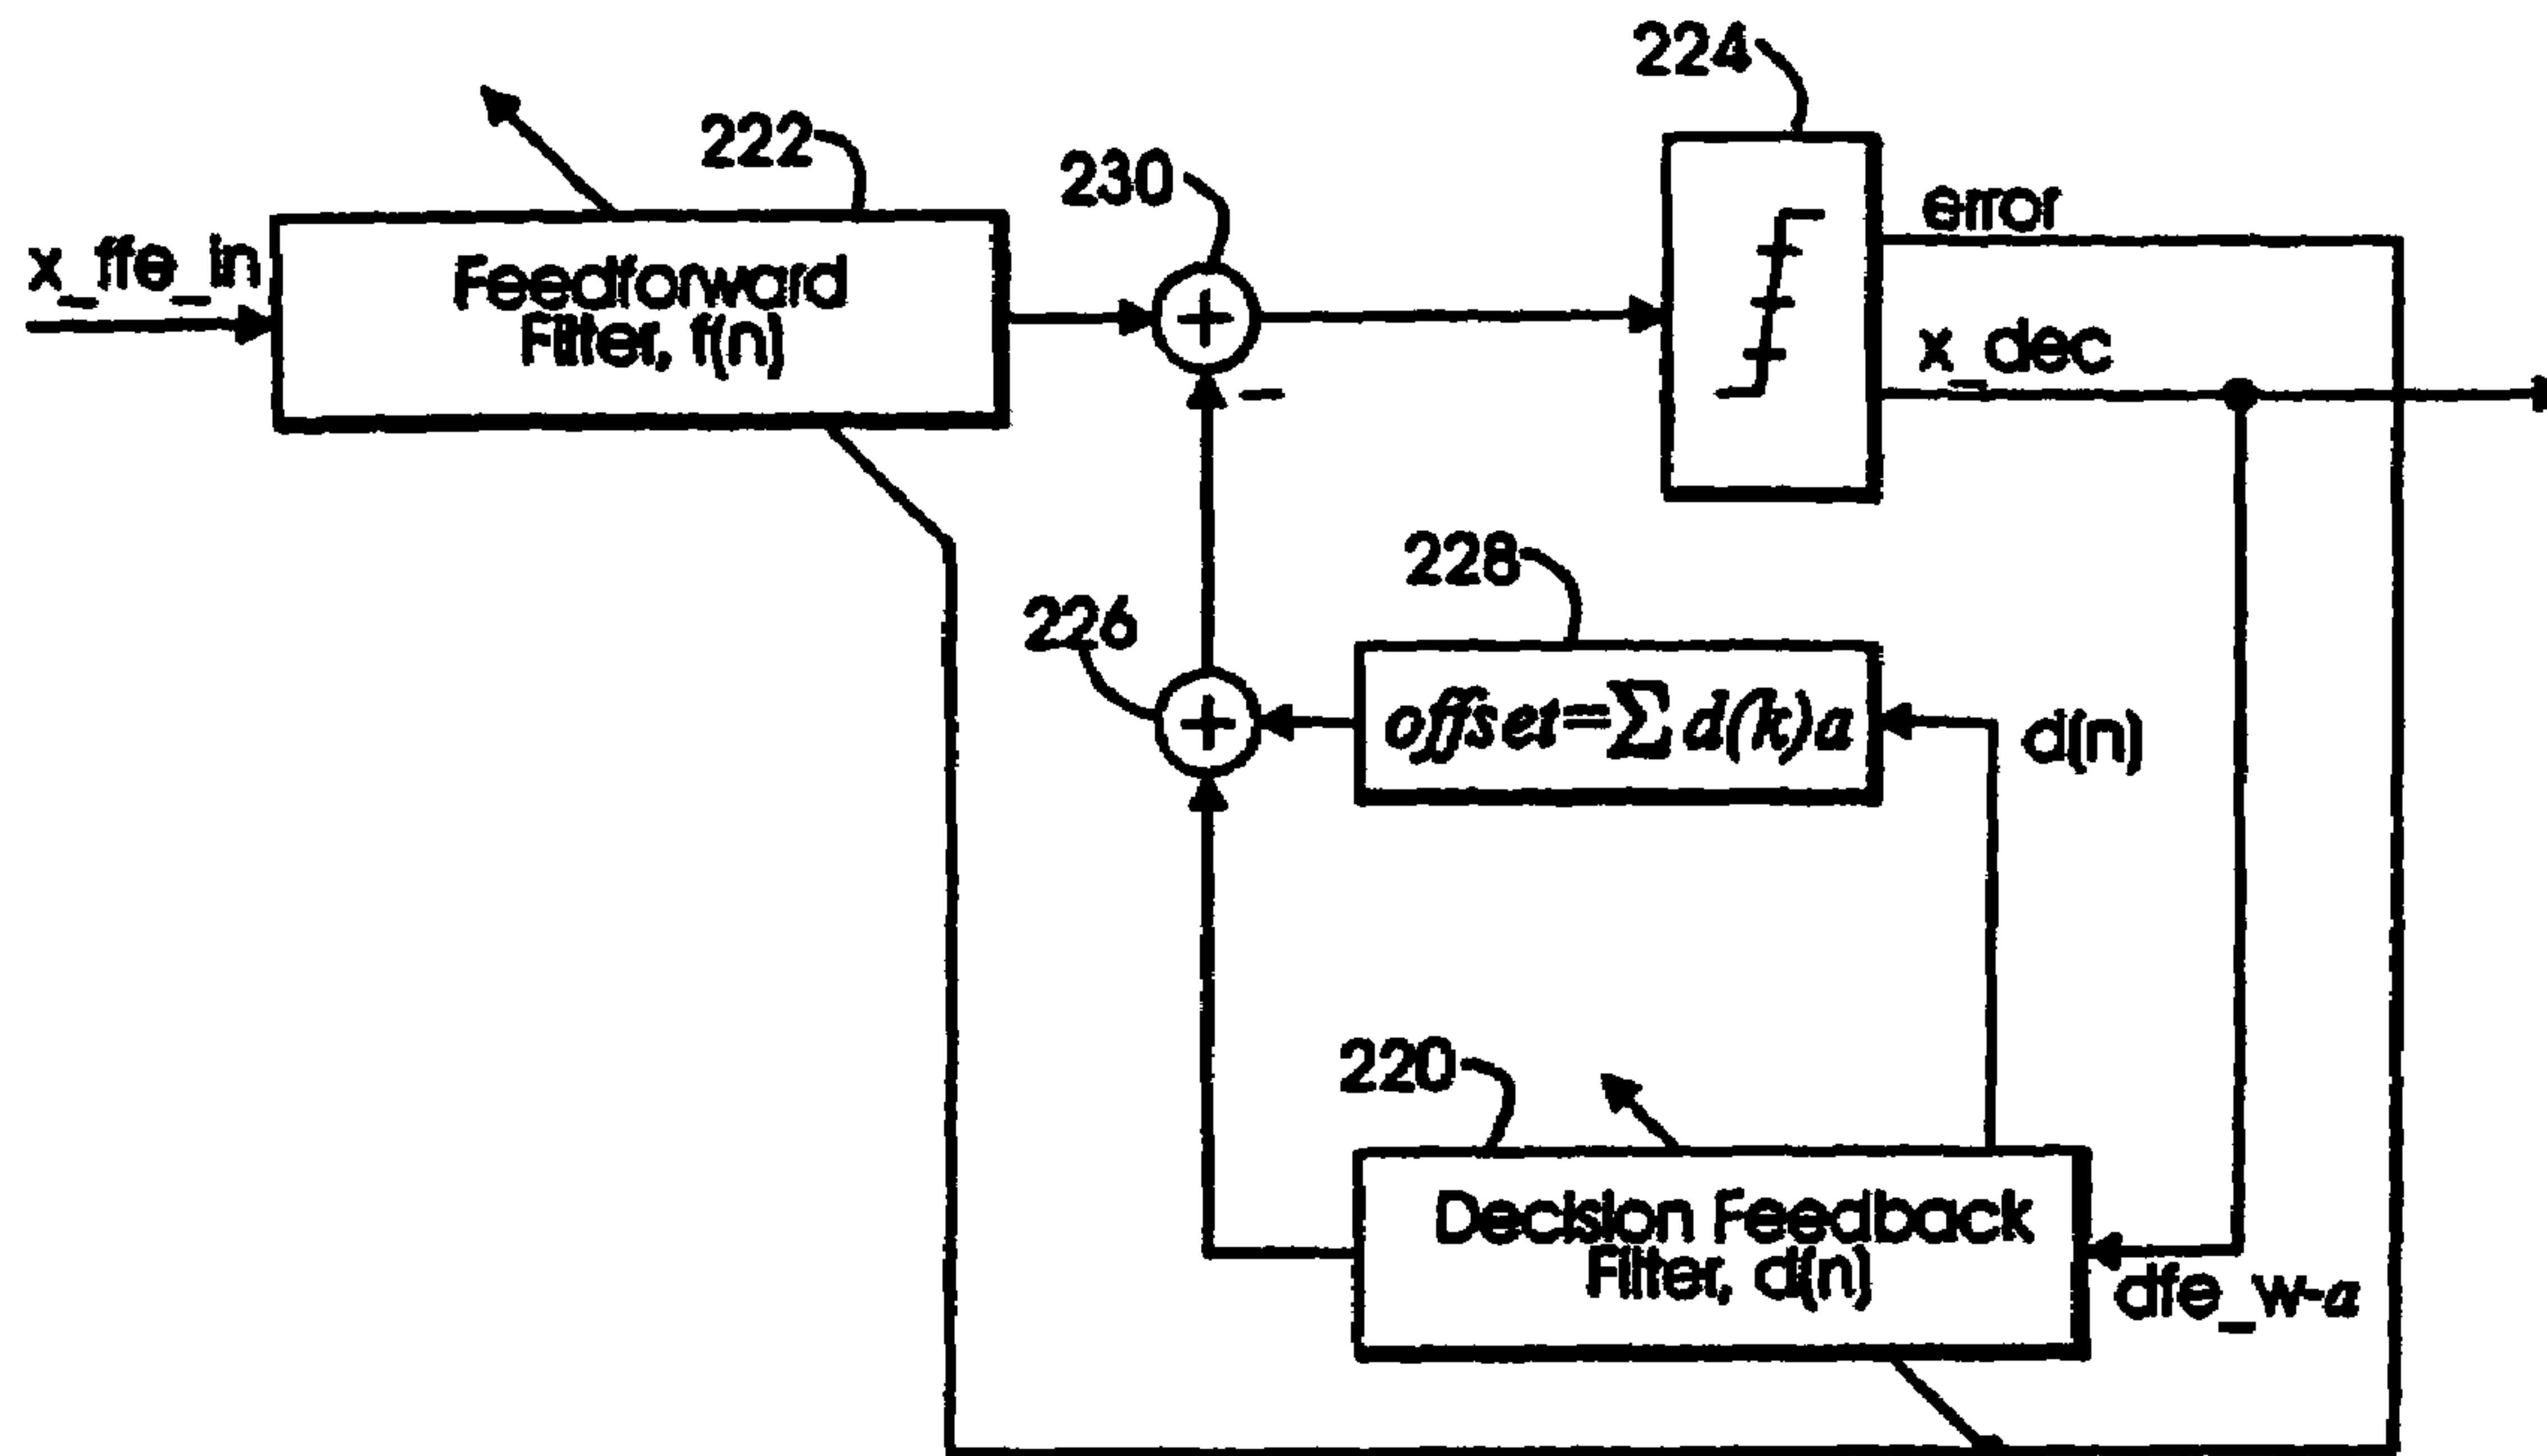 224
222
230
error
x_ffe_in
Feedforward
Filter, f(n)
+
x_dec
–
228
226
+
offset=∑ d(k)a
d(n)
220
Decision Feedback
Filter, d(n)
dfe_w-a